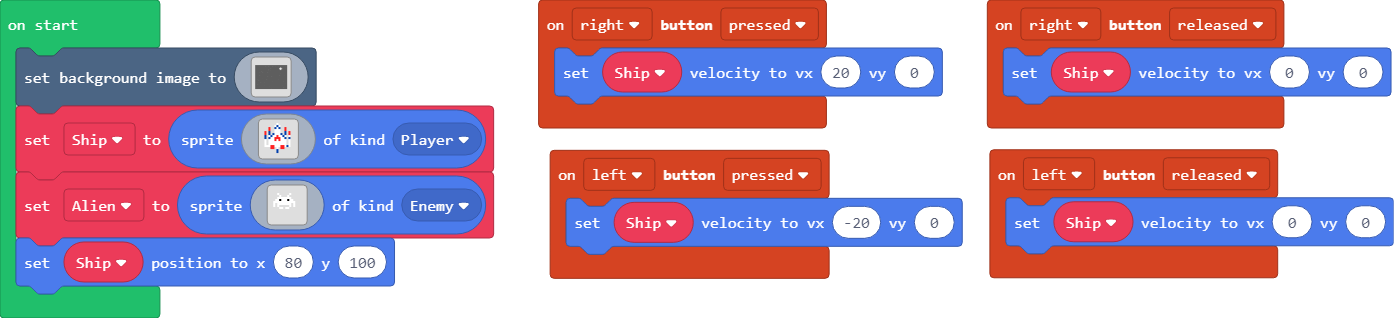 on start
set background image to
set Ship to sprite of kind Player
set Alien to sprite of kind Enemy
set Ship position to x 80 y 100
on right button pressed
set Ship velocity to vx 20 vy 0
on left button pressed
set Ship velocity to vx -20 vy 0
on right button released
set Ship velocity to vx 0 vy 0
on left button released
set Ship velocity to vx 0 vy 0